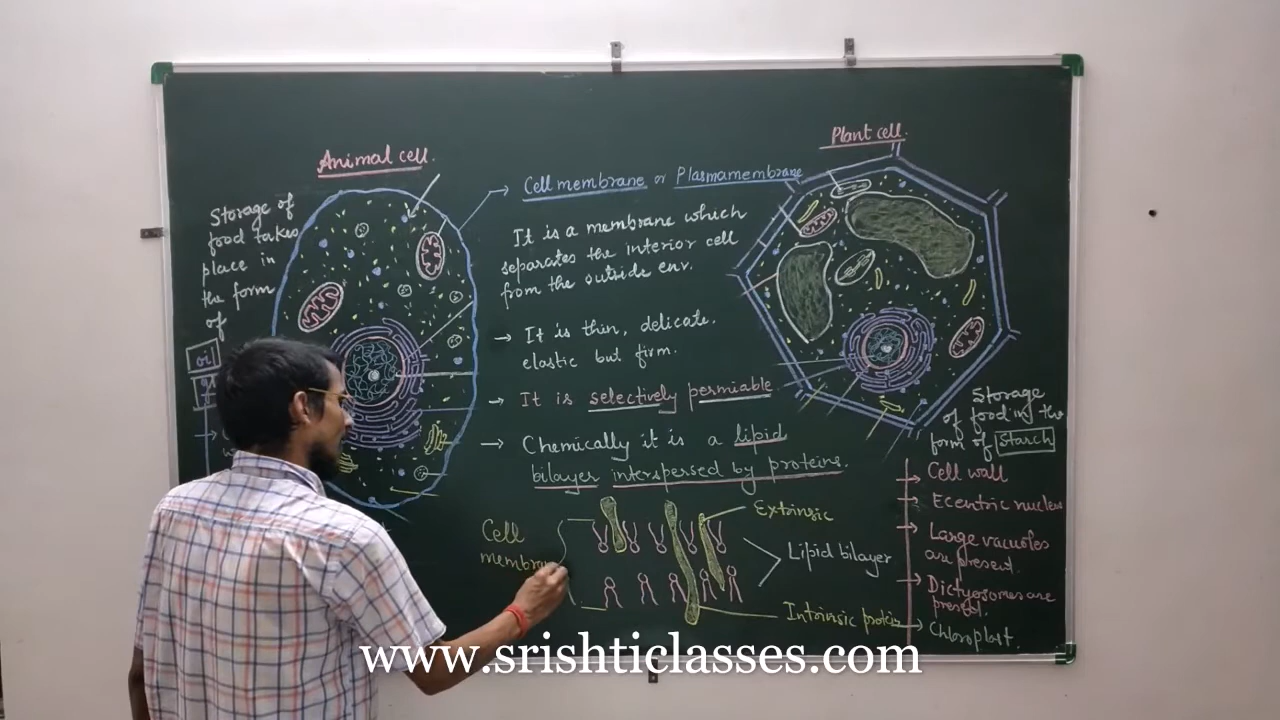 Animal cell.
Storage of
food takes
place in
the form
of
oi
Cell membrane or Plasmamembrane
It is a membrane which
separates the interior cell
from the outside env.
→ It is thin, delicate,
elastic but firm.
→ It is selectively permiable
→ Chemically it is a lipid
bilayer interspersed by proteins.
Cell
membran
Extrinsic
Lipid bilayer
Intrinsic protein
Plant cell.
Storage
of food in the
form of starch
→ Cell wall
→ Ecentric nucleus
→ Large vacuoles
are present.
→ Dictyosomes are
present.
→ Chloroplast.
www.srishticlasses.com